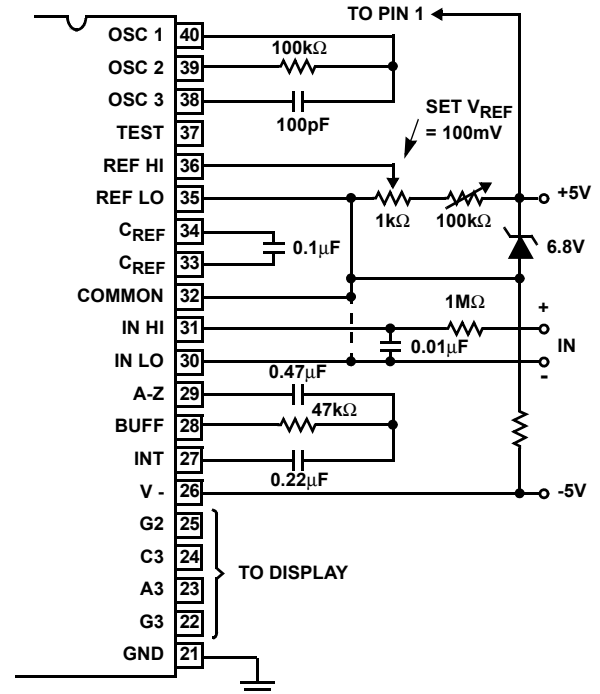 TO PIN 1
OSC 1 40
100kΩ
OSC 2 39
OSC 3 38
100pF
TEST 37
SET VREF
= 100mV
REF HI 36
REF LO 35
1kΩ 100kΩ
+5V
CREF 34
0.1µF
6.8V
CREF 33
COMMON 32
1MΩ
+
IN HI 31
0.01µF
IN
IN LO 30
-
0.47µF
A-Z 29
47kΩ
BUFF 28
INT 27
0.22µF
V - 26
-5V
G2 25
C3 24
TO DISPLAY
A3 23
G3 22
GND 21